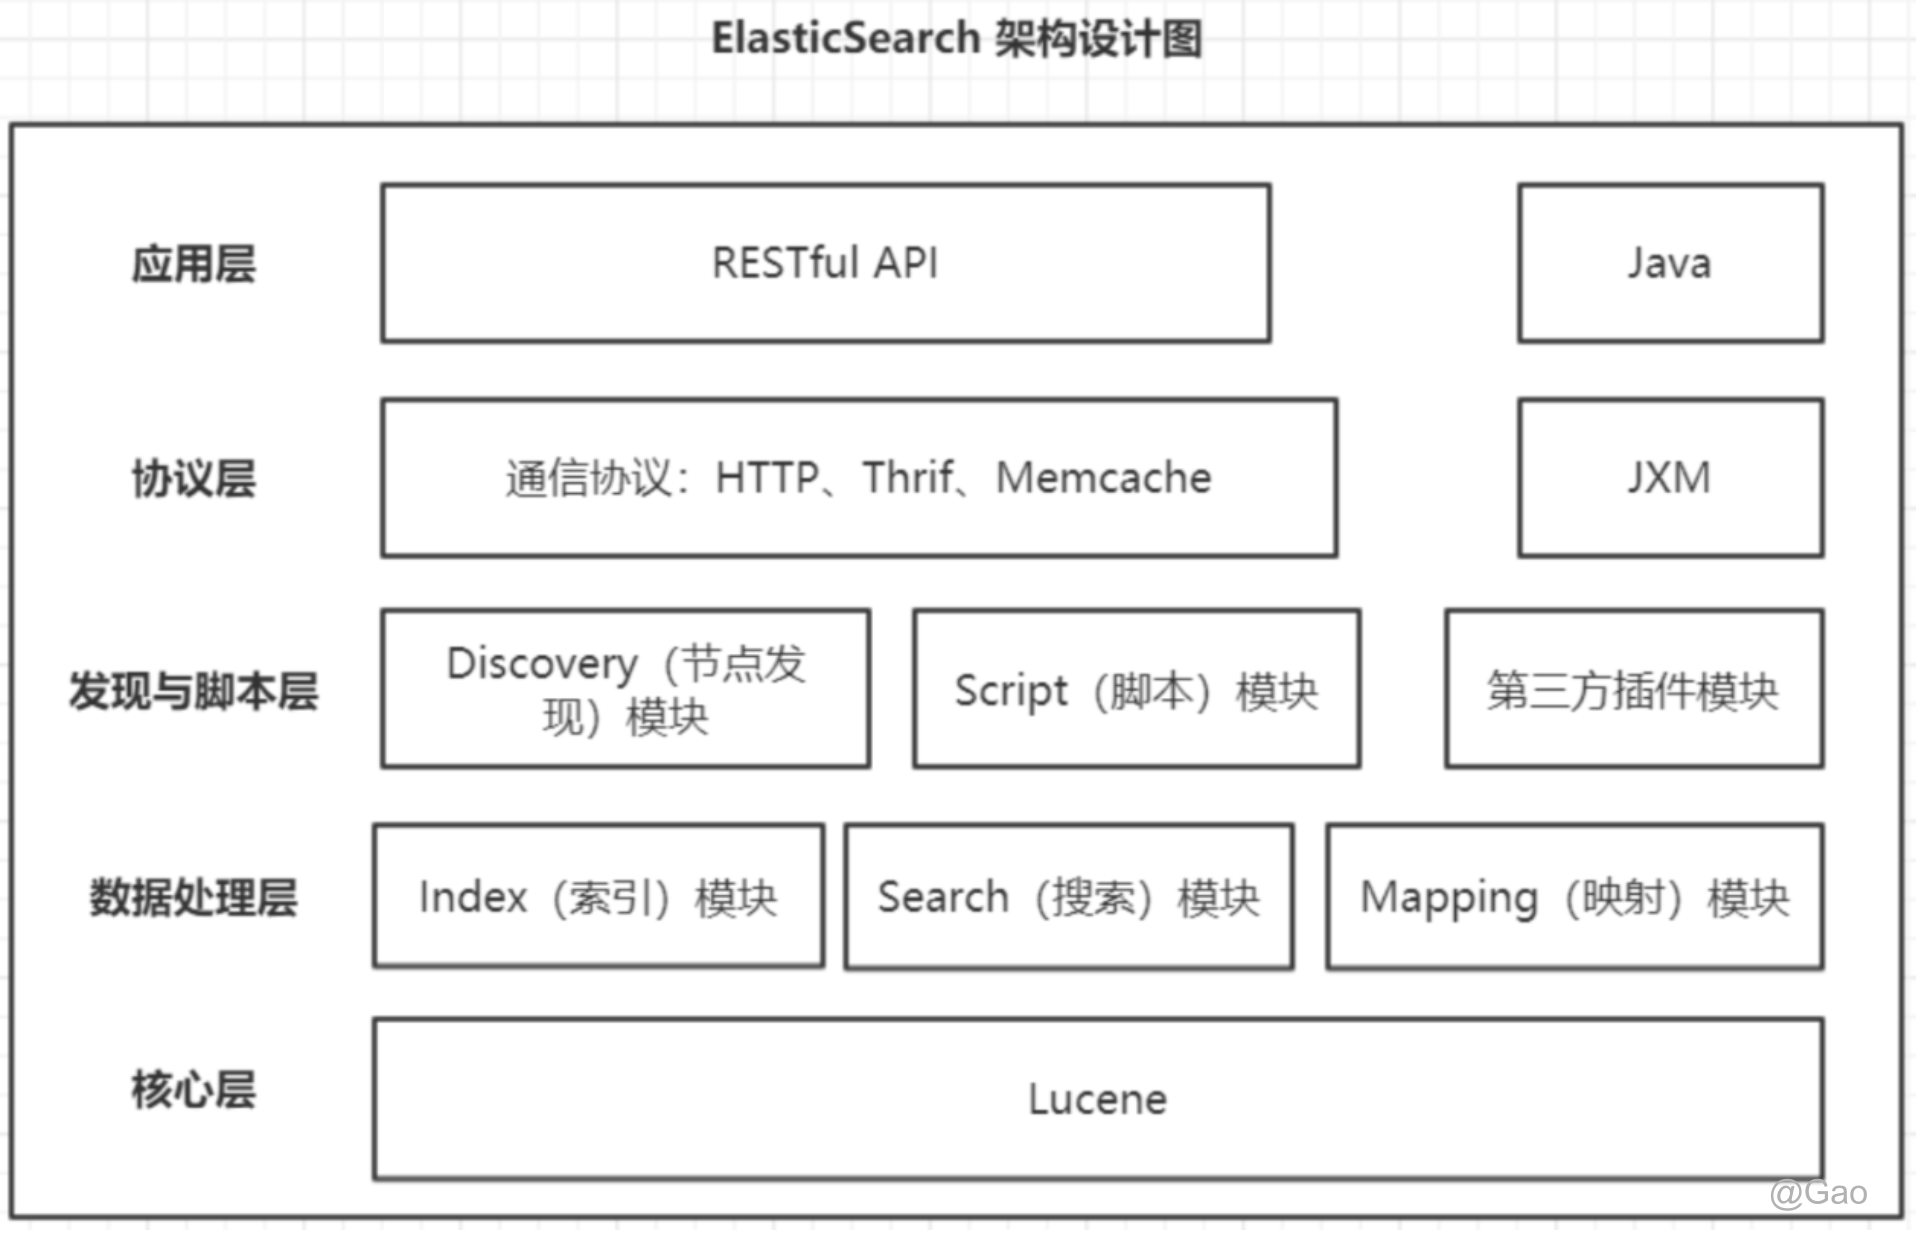 ElasticSearch 架构设计图
应用层
RESTful API
Java
协议层
通信协议：HTTP、Thrif、Memcache
JXM
发现与脚本层
Discovery（节点发
现）模块
Script（脚本）模块
第三方插件模块
数据处理层
Index（索引）模块
Search（搜索）模块
Mapping（映射）模块
核心层
Lucene
@Gao